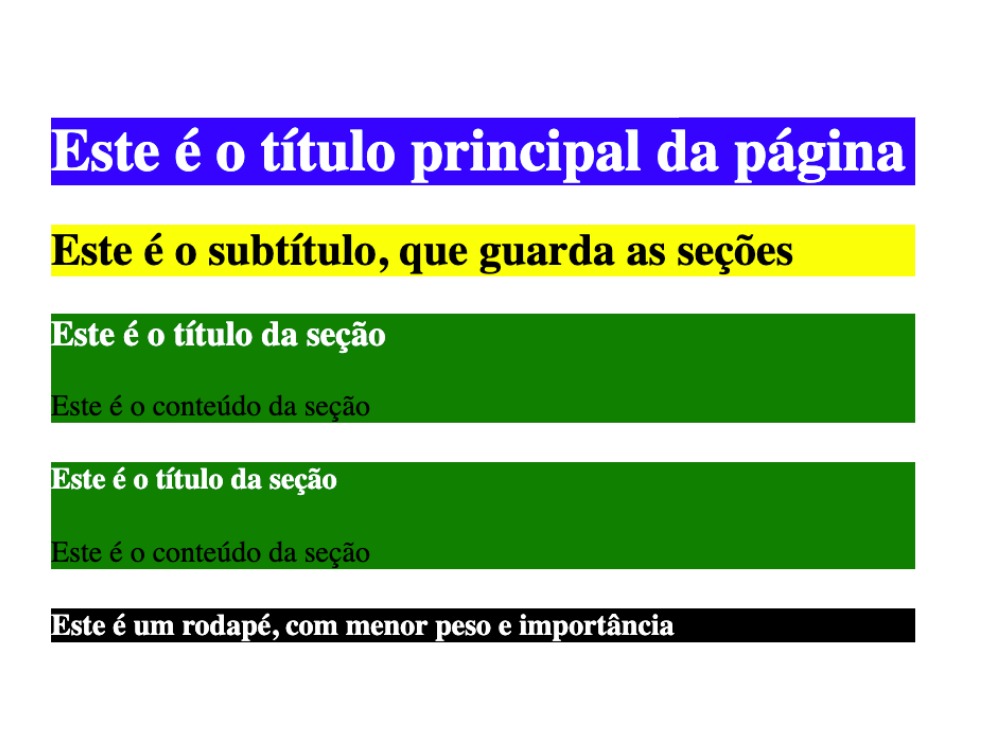 Este é o título principal da página
Este é o subtítulo, que guarda as seções
Este é o título da seção
Este é o conteúdo da seção
Este é o título da seção
Este é o conteúdo da seção
Este é um rodapé, com menor peso e importância